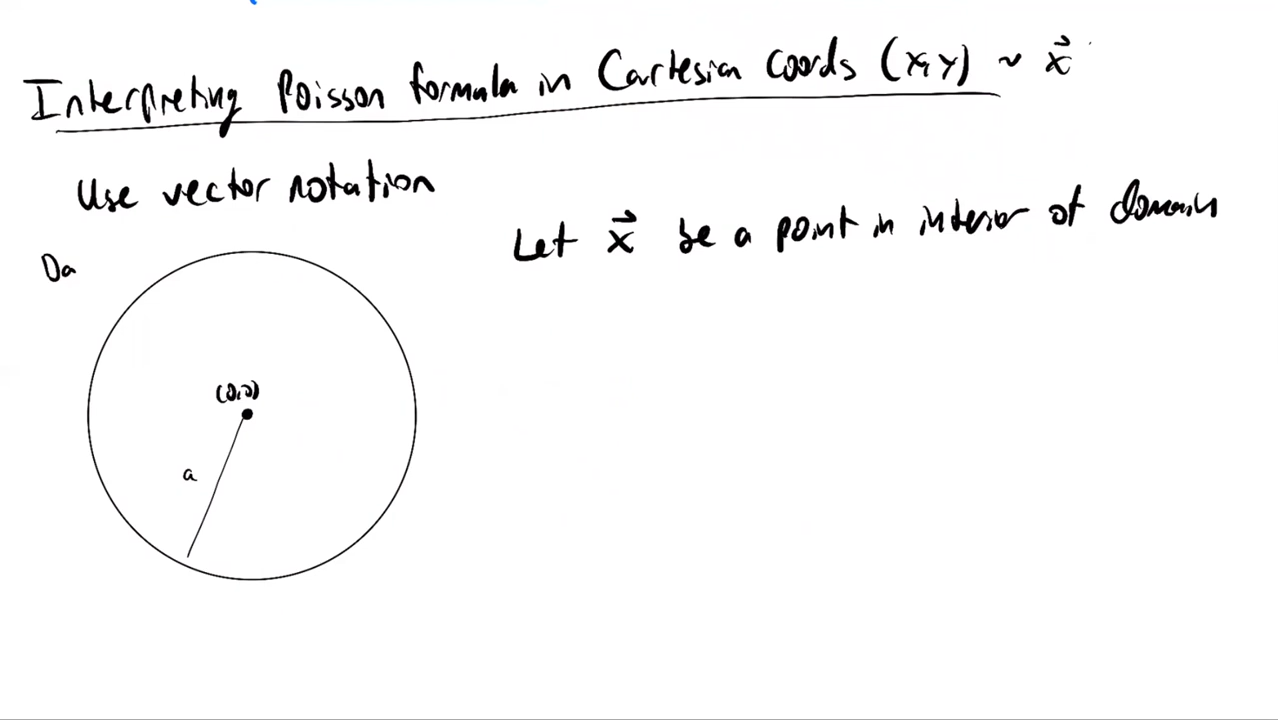 Interpreting Poisson formula in Cartesian Coords (x,y) ~ x⃗
Use vector notation
Let x⃗ be a point in interior of domain
Da
(0,0)
a